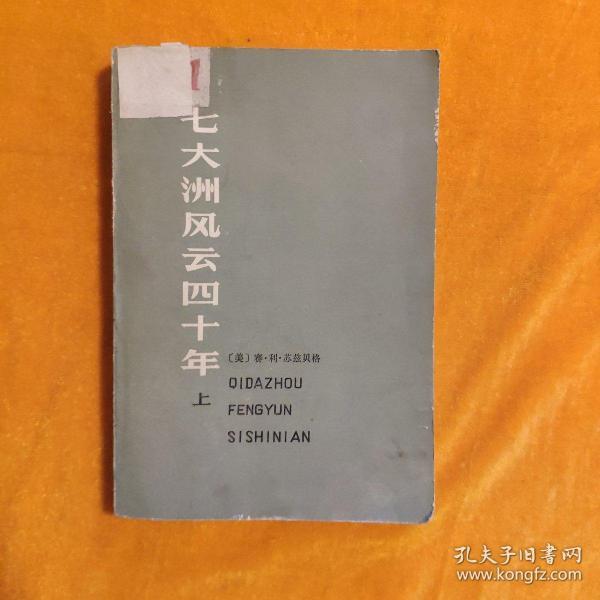 七大洲风云四十年
上
〔美〕赛·利·苏兹贝格
QIDAZHOU
FENGYUN
SISHINIAN
孔夫子旧书网
www.kongfz.com